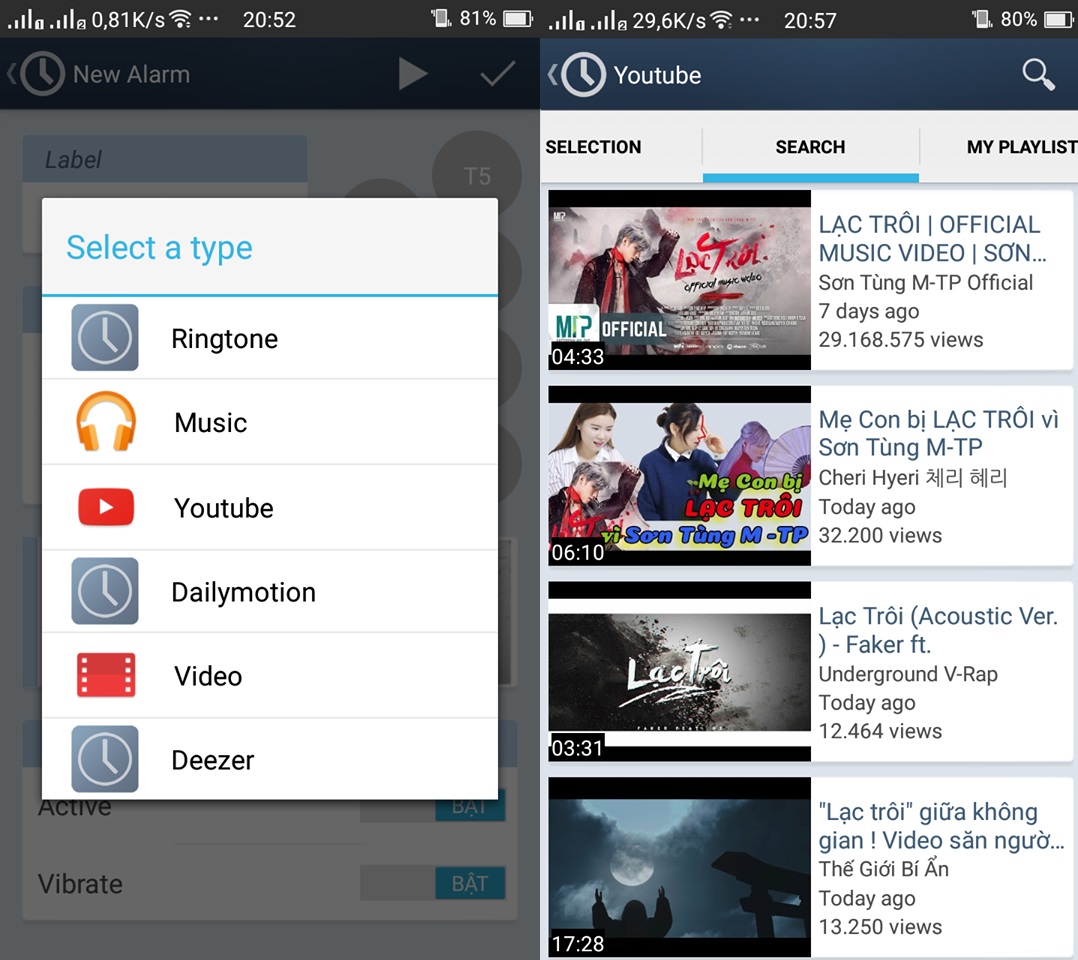 0,81K/s
20:52
81%
New Alarm
Label
T5
Select a type
Ringtone
Music
Youtube
Dailymotion
Video
Deezer
Active
BẬT
Vibrate
BẬT
29,6K/s
20:57
80%
Youtube
SELECTION
SEARCH
MY PLAYLIST
MTP
LẠC TRÔI
official music video
MTP OFFICIAL
04:33
LẠC TRÔI | OFFICIAL
MUSIC VIDEO | SƠN...
Sơn Tùng M-TP Official
7 days ago
29.168.575 views
Mẹ Con bị
LẠC TRÔI
vì Sơn Tùng M-TP
06:10
Mẹ Con bị LẠC TRÔI vì
Sơn Tùng M-TP
Cheri Hyeri 체리 혜리
Today ago
32.200 views
Lạc Trôi
03:31
Lạc Trôi (Acoustic Ver.
) - Faker ft.
Underground V-Rap
Today ago
12.464 views
17:28
"Lạc trôi" giữa không
gian ! Video săn ngườ...
Thế Giới Bí Ẩn
Today ago
13.250 views